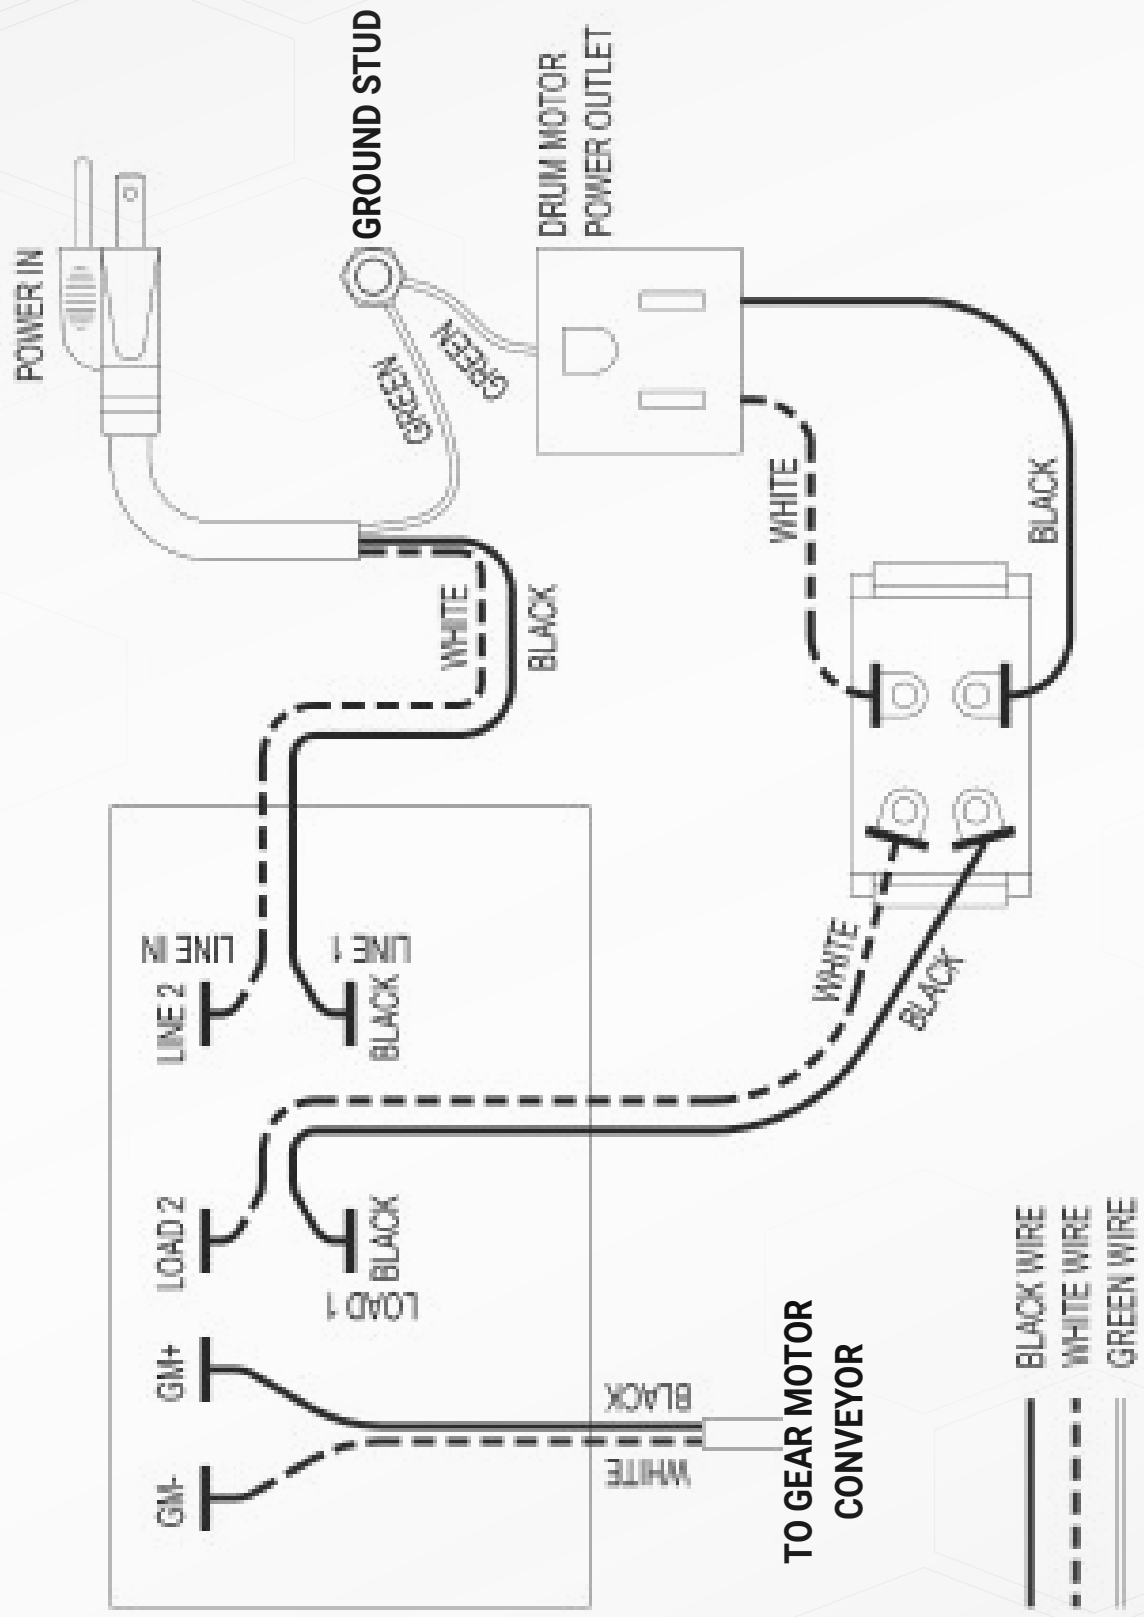 POWER IN
GROUND STUD
GREEN
GREEN
DRUM MOTOR
POWER OUTLET
WHITE
BLACK
WHITE
BLACK
LINE IN
LINE 2
LINE 1
BLACK
WHITE
BLACK
LOAD 2
BLACK
LOAD 1
GM+
GM-
BLACK
WHITE
TO GEAR MOTOR
CONVEYOR
BLACK WIRE
WHITE WIRE
GREEN WIRE